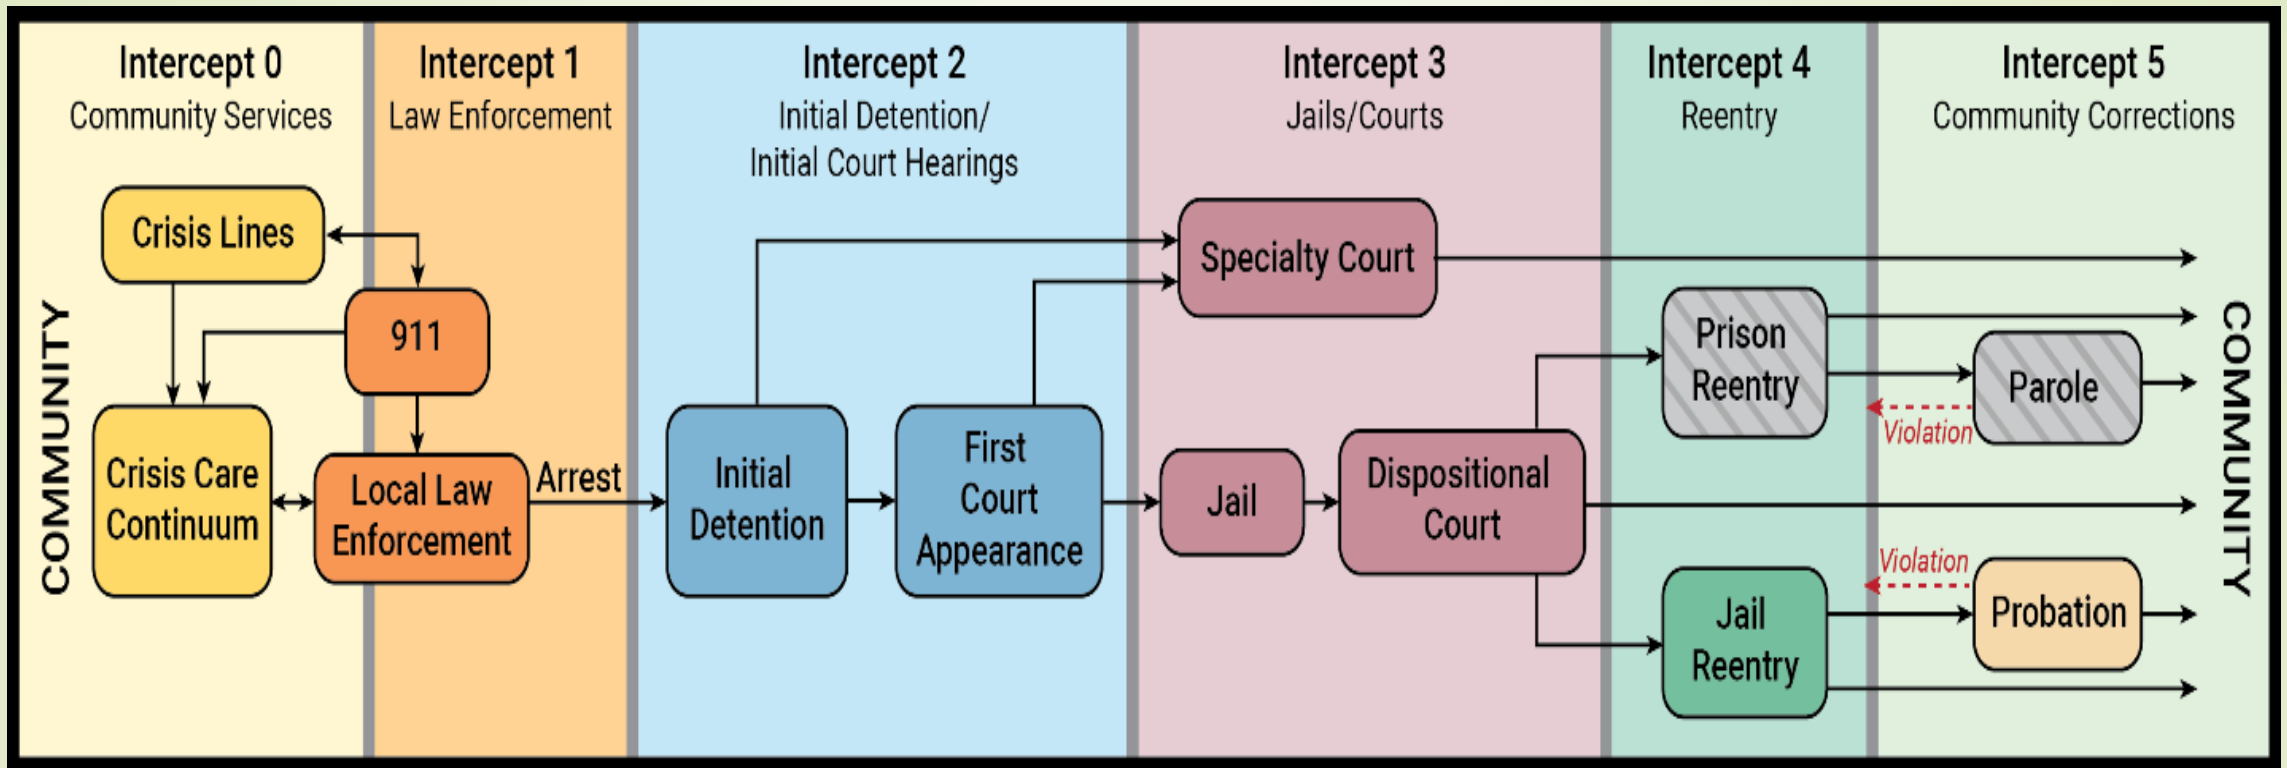 Intercept 0
Community Services
Intercept 1
Law Enforcement
Intercept 2
Initial Detention/
Initial Court Hearings
Intercept 3
Jails/Courts
Intercept 4
Reentry
Intercept 5
Community Corrections
COMMUNITY
Crisis Lines
911
Crisis Care
Continuum
Local Law
Enforcement
Arrest
Initial
Detention
First
Court
Appearance
Specialty Court
Jail
Dispositional
Court
Prison
Reentry
Jail
Reentry
Parole
Violation
Violation
Probation
COMMUNITY